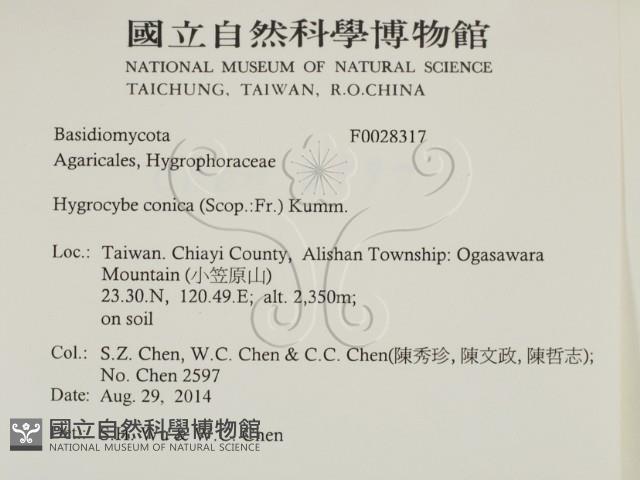 國立自然科學博物館
NATIONAL MUSEUM OF NATURAL SCIENCE
TAICHUNG, TAIWAN, R.O.CHINA
Basidiomycota F0028317
Agaricales, Hygrophoraceae
Hygrocybe conica (Scop.:Fr.) Kumm.
Loc.: Taiwan. Chiayi County, Alishan Township: Ogasawara
Mountain (小笠原山)
23.30.N, 120.49.E; alt. 2,350m;
on soil
Col.: S.Z. Chen, W.C. Chen & C.C. Chen(陳秀珍, 陳文政, 陳哲志);
No. Chen 2597
Date: Aug. 29, 2014
Wu & W.C. Chen
國立自然科學博物館
NATIONAL MUSEUM OF NATURAL SCIENCE